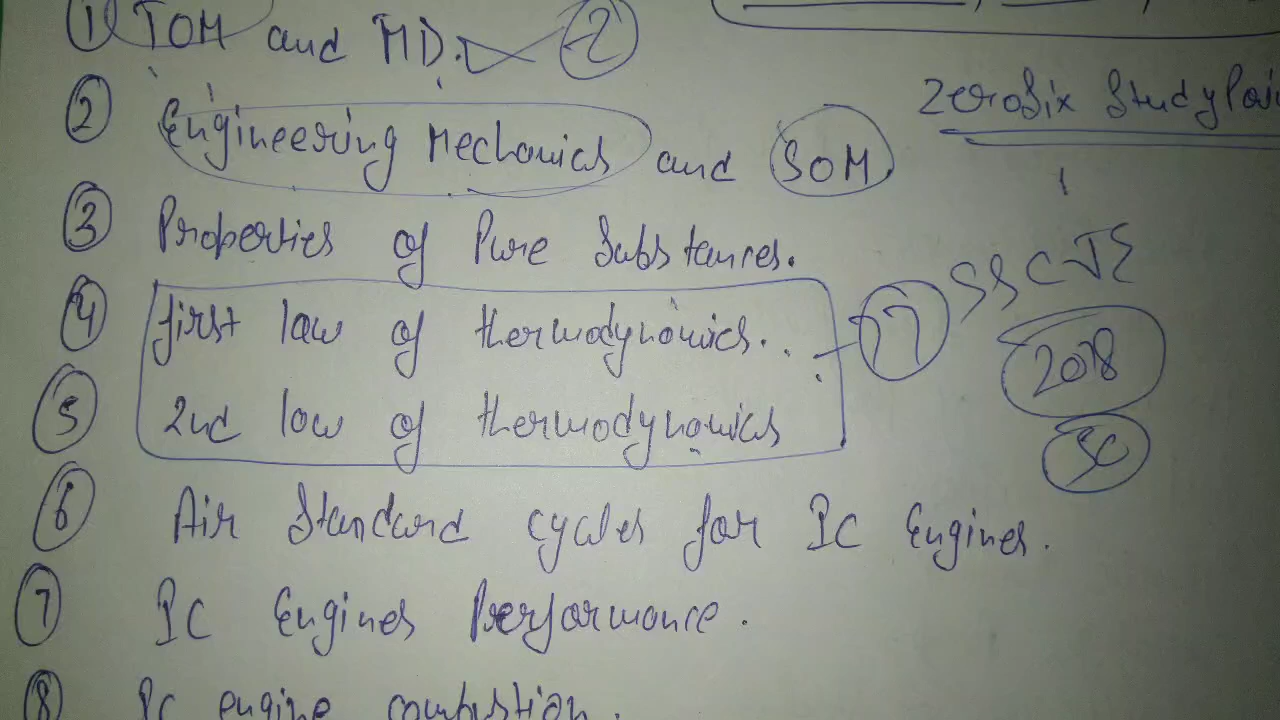 ① TOM and MD. 2
② Engineering Mechanics and SOM
③ Properties of Pure Substances.
④ first law of thermodynamics..
⑤ 2nd law of thermodynamics
⑥ Air Standard cycles for IC Engines.
⑦ IC Engines Performance.
⑧ IC engine combustion.
ZeroSix Study
SSC JE
2018